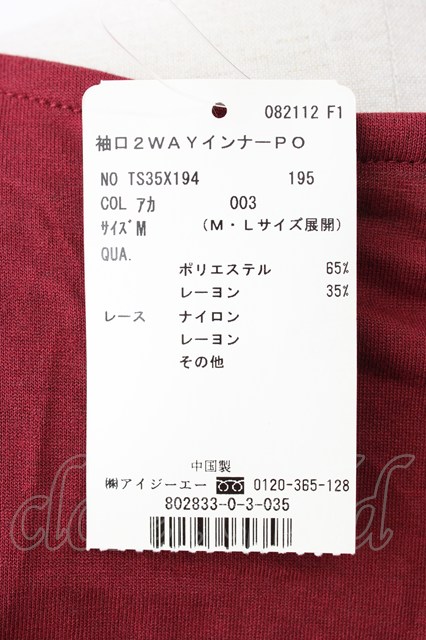 082112 F1
袖口2WAYインナーPO
NO TS35X194 195
COL アカ 003
サイズ M (M・Lサイズ展開)
QUA.
ポリエステル 65%
レーヨン 35%
レース ナイロン
レーヨン
その他
中国製
㈱アイジーエー 0120-365-128
802833-0-3-035